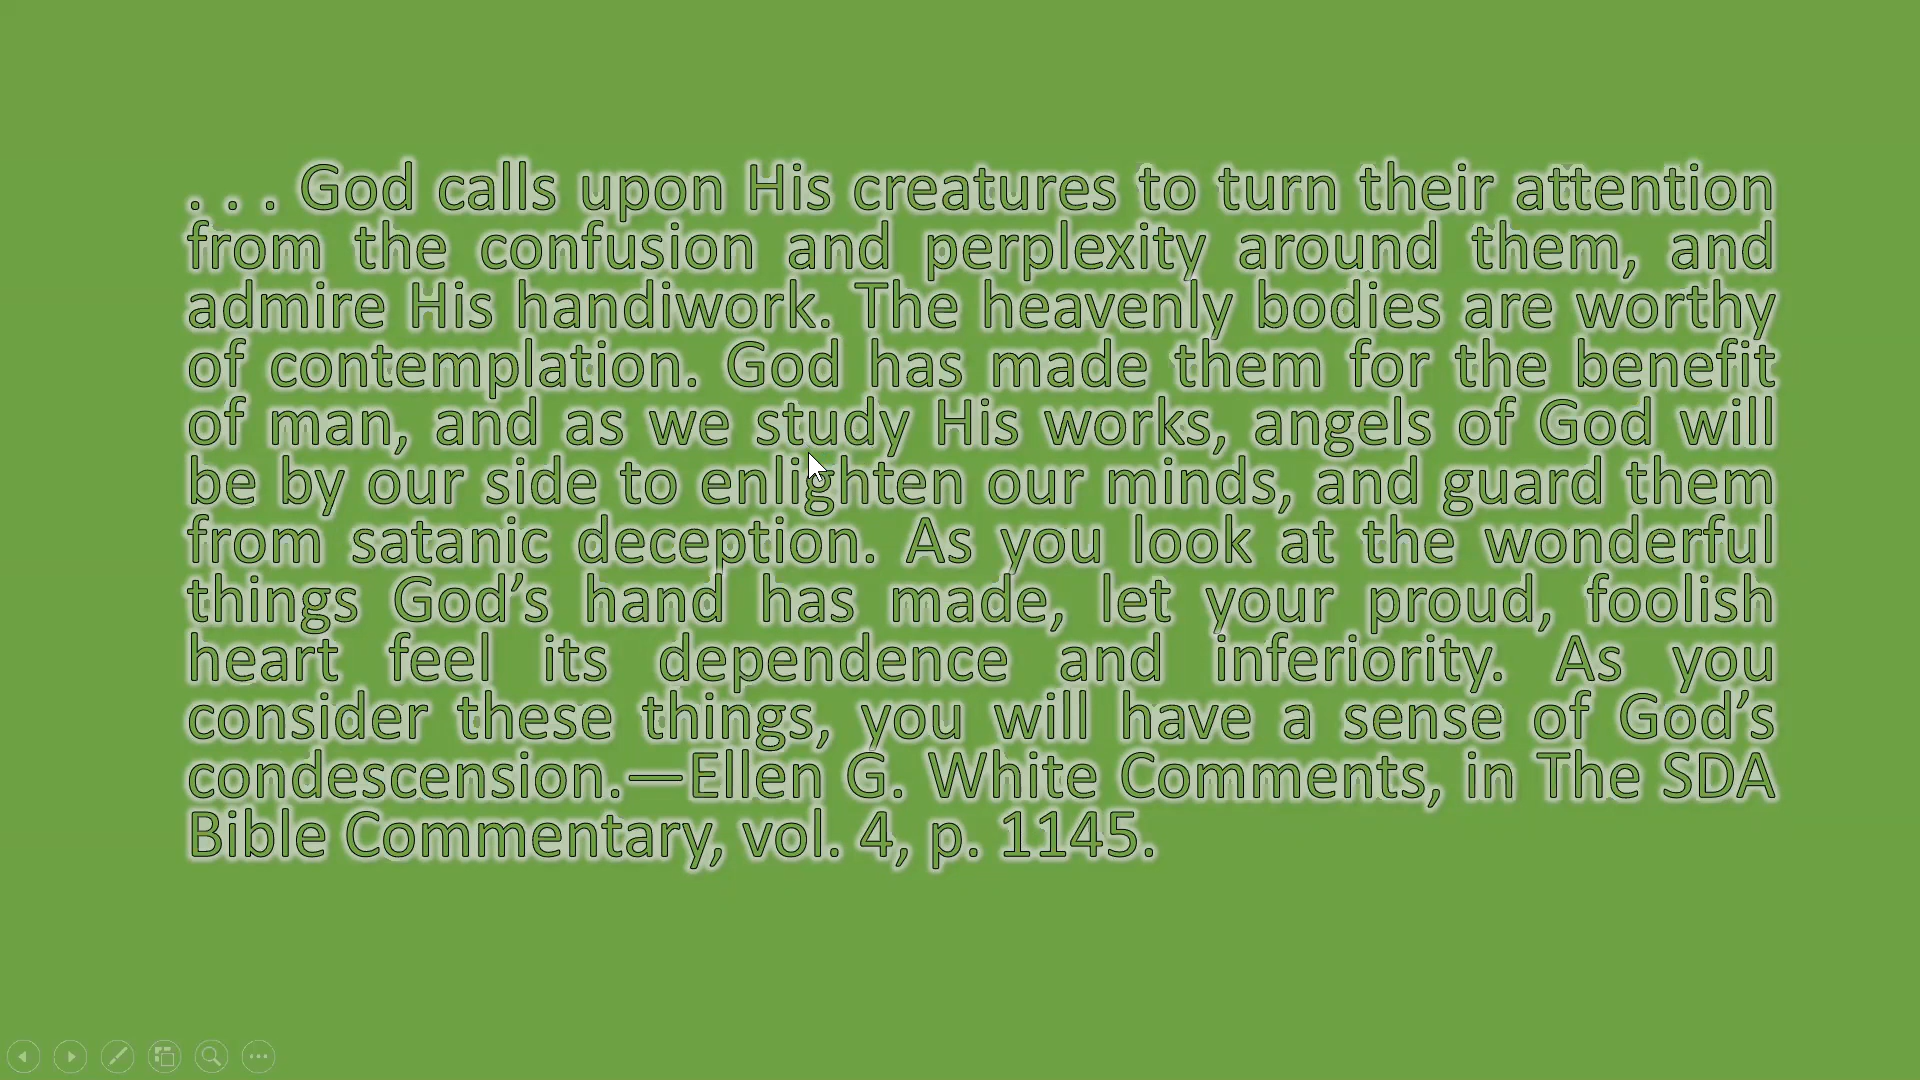 . . . God calls upon His creatures to turn their attention
from the confusion and perplexity around them, and
admire His handiwork. The heavenly bodies are worthy
of contemplation. God has made them for the benefit
of man, and as we study His works, angels of God will
be by our side to enlighten our minds, and guard them
from satanic deception. As you look at the wonderful
things God’s hand has made, let your proud, foolish
heart feel its dependence and inferiority. As you
consider these things, you will have a sense of God’s
condescension.—Ellen G. White Comments, in The SDA
Bible Commentary, vol. 4, p. 1145.